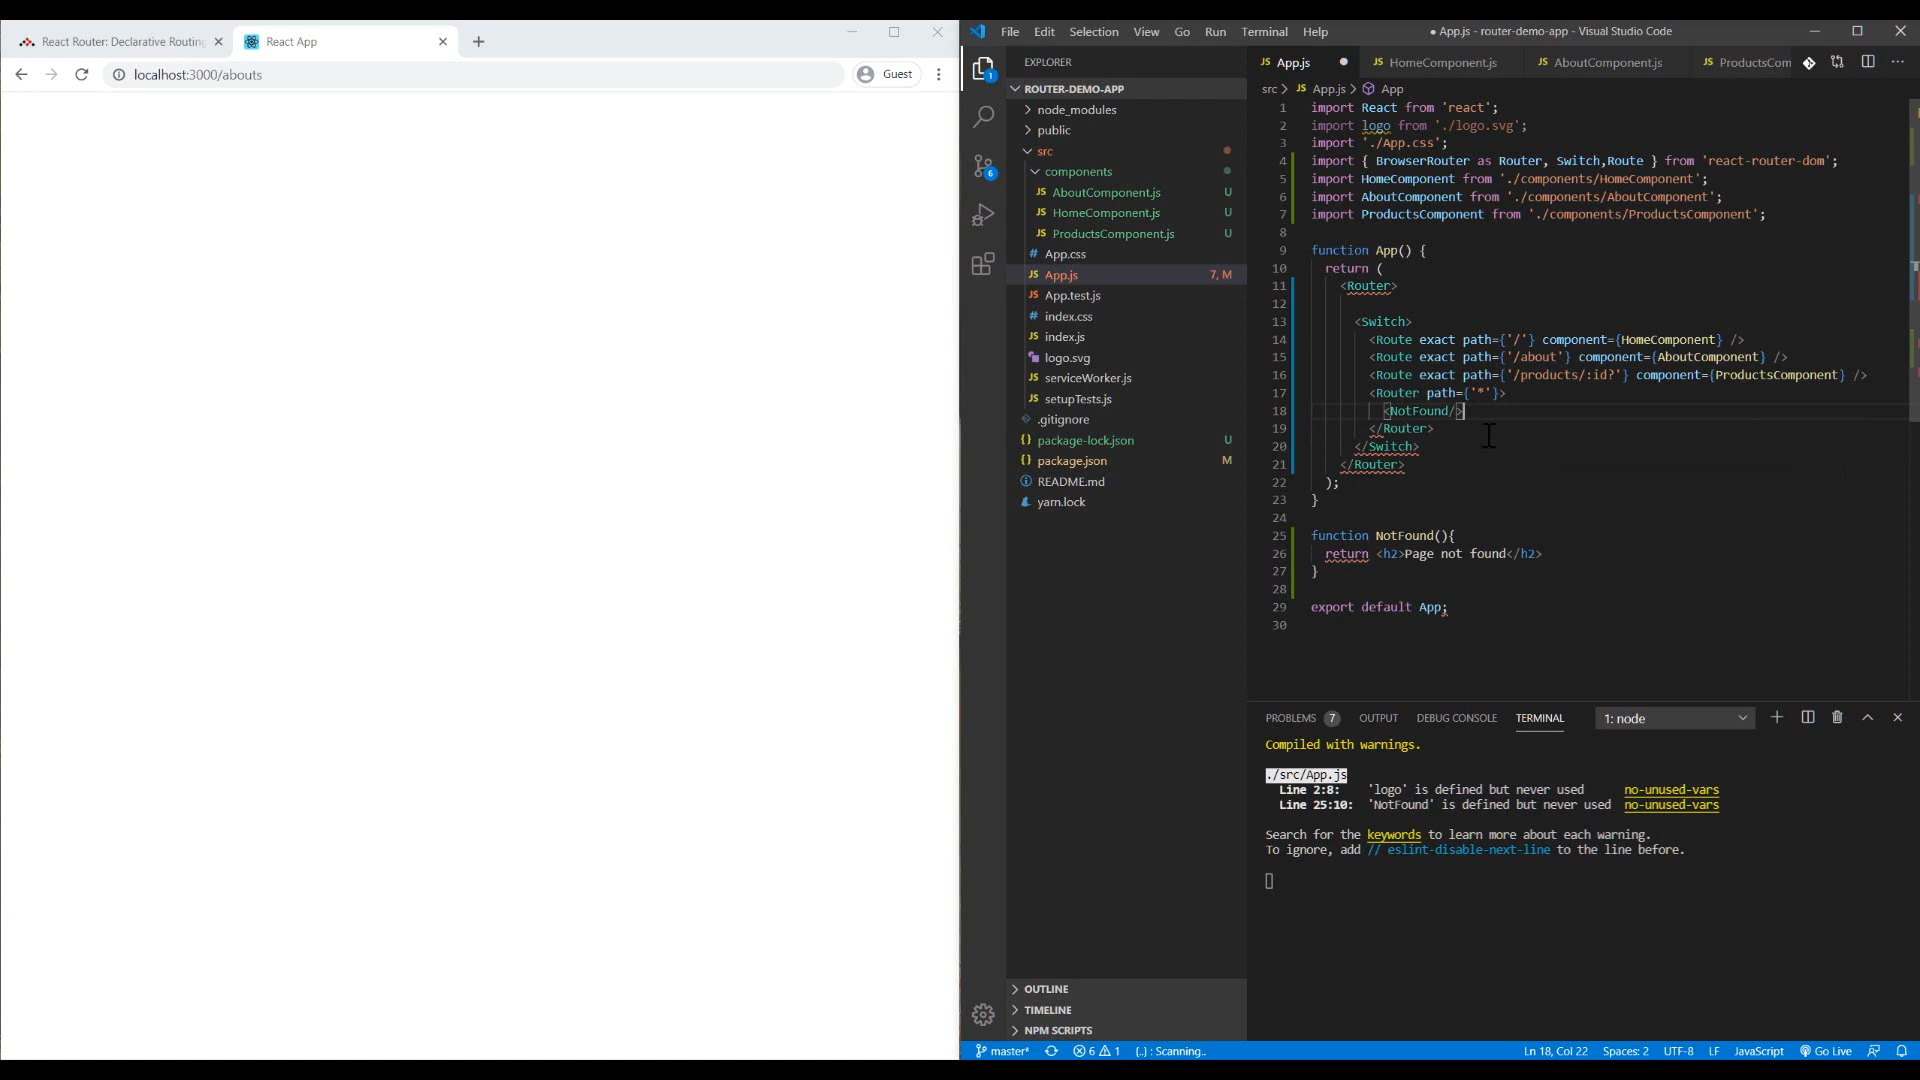 React Router: Declarative Routing
React App
localhost:3000/abouts
Guest
File Edit Selection View Go Run Terminal Help
● App.js - router-demo-app - Visual Studio Code
EXPLORER
ROUTER-DEMO-APP
node_modules
public
src
components
JS AboutComponent.js U
JS HomeComponent.js U
JS ProductsComponent.js U
# App.css
JS App.js 7, M
JS App.test.js
# index.css
JS index.js
logo.svg
JS serviceWorker.js
JS setupTests.js
.gitignore
{} package-lock.json U
{} package.json M
README.md
yarn.lock
OUTLINE
TIMELINE
NPM SCRIPTS
1
6
JS App.js ● JS HomeComponent.js JS AboutComponent.js JS ProductsCom
src > JS App.js > App
1 import React from 'react';
2 import logo from './logo.svg';
3 import './App.css';
4 import { BrowserRouter as Router, Switch,Route } from 'react-router-dom';
5 import HomeComponent from './components/HomeComponent';
6 import AboutComponent from './components/AboutComponent';
7 import ProductsComponent from './components/ProductsComponent';
8
9 function App() {
10 return (
11 <Router>
12
13 <Switch>
14 <Route exact path={'/'} component={HomeComponent} />
15 <Route exact path={'/about'} component={AboutComponent} />
16 <Route exact path={'/products/:id?'} component={ProductsComponent} />
17 <Router path={'*'}>
18 <NotFound/>
19 </Router>
20 </Switch>
21 </Router>
22 );
23 }
24
25 function NotFound(){
26 return <h2>Page not found</h2>
27 }
28
29 export default App;
30
PROBLEMS 7 OUTPUT DEBUG CONSOLE TERMINAL 1: node
Compiled with warnings.
./src/App.js
Line 2:8: 'logo' is defined but never used no-unused-vars
Line 25:10: 'NotFound' is defined but never used no-unused-vars
Search for the keywords to learn more about each warning.
To ignore, add // eslint-disable-next-line to the line before.
master* 6 1 {..} : Scanning.. Ln 18, Col 22 Spaces: 2 UTF-8 LF JavaScript Go Live